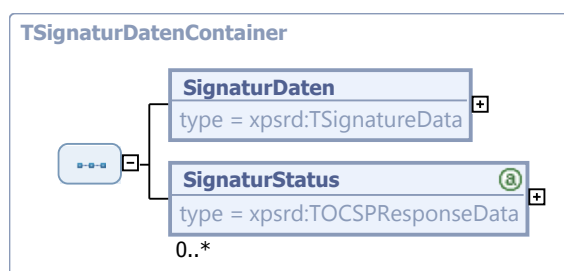 TSignaturDatenContainer
SignaturDaten
type = xpsrd:TSignatureData
SignaturStatus
a
type = xpsrd:TOCSPResponseData
0..*